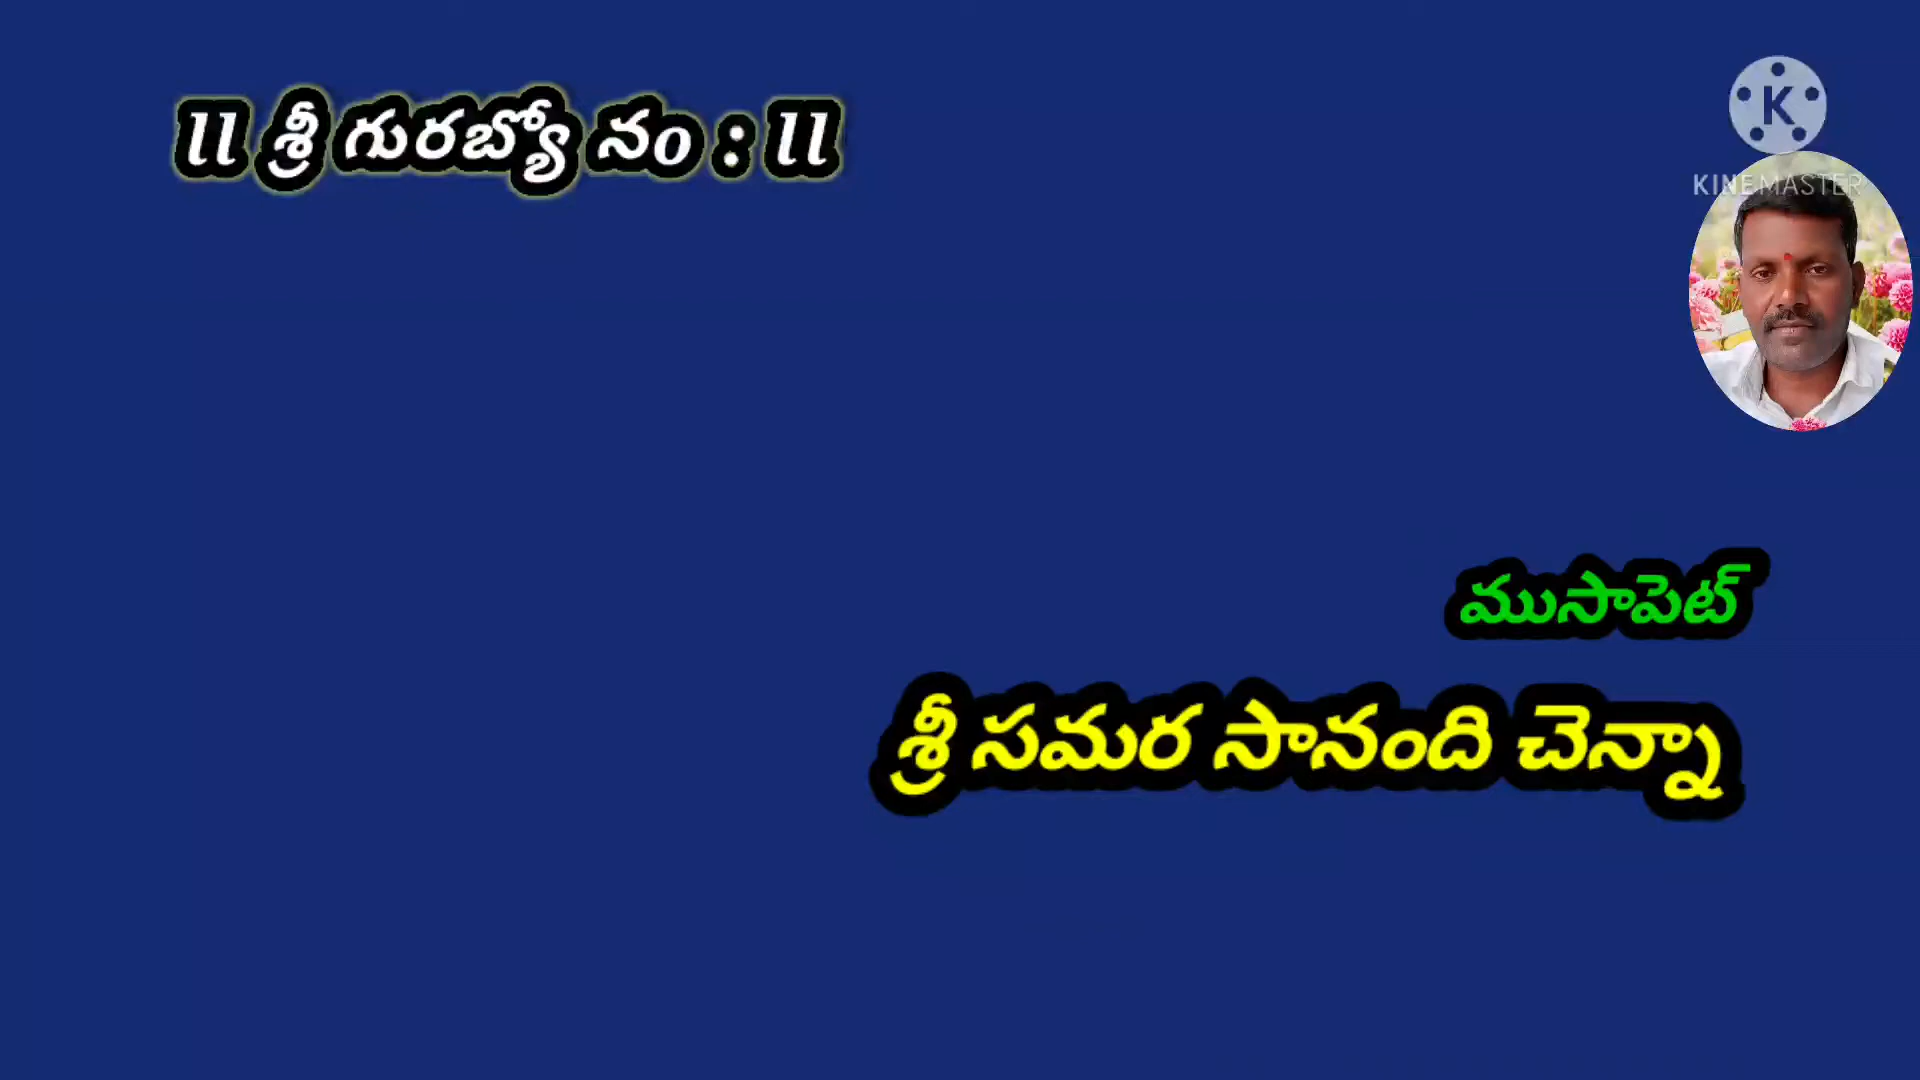 ll శ్రీ గురబ్యో నం : ll
K
KINEMASTER
ముసాపెట్
శ్రీ సమర సానంది చెన్నా